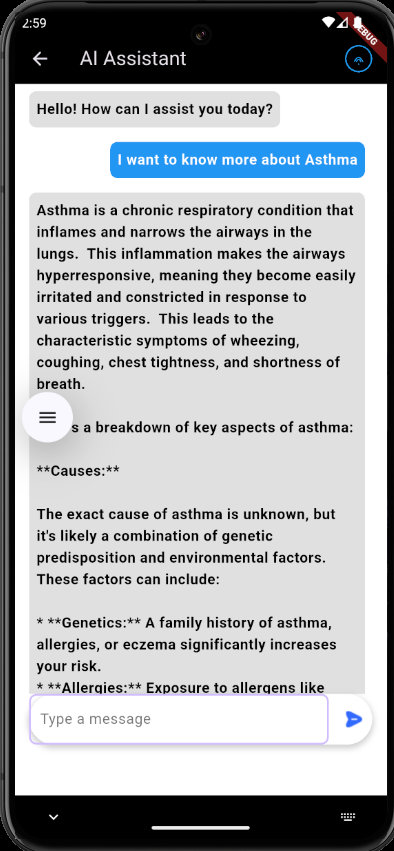 2:59
DEBUG
AI Assistant
Hello! How can I assist you today?
I want to know more about Asthma
Asthma is a chronic respiratory condition that
inflames and narrows the airways in the
lungs.  This inflammation makes the airways
hyperresponsive, meaning they become easily
irritated and constricted in response to
various triggers.  This leads to the
characteristic symptoms of wheezing,
coughing, chest tightness, and shortness of
breath.
s a breakdown of key aspects of asthma:
**Causes:**
The exact cause of asthma is unknown, but
it's likely a combination of genetic
predisposition and environmental factors.
These factors can include:
* **Genetics:** A family history of asthma,
allergies, or eczema significantly increases
your risk.
* **Allergies:** Exposure to allergens like
Type a message